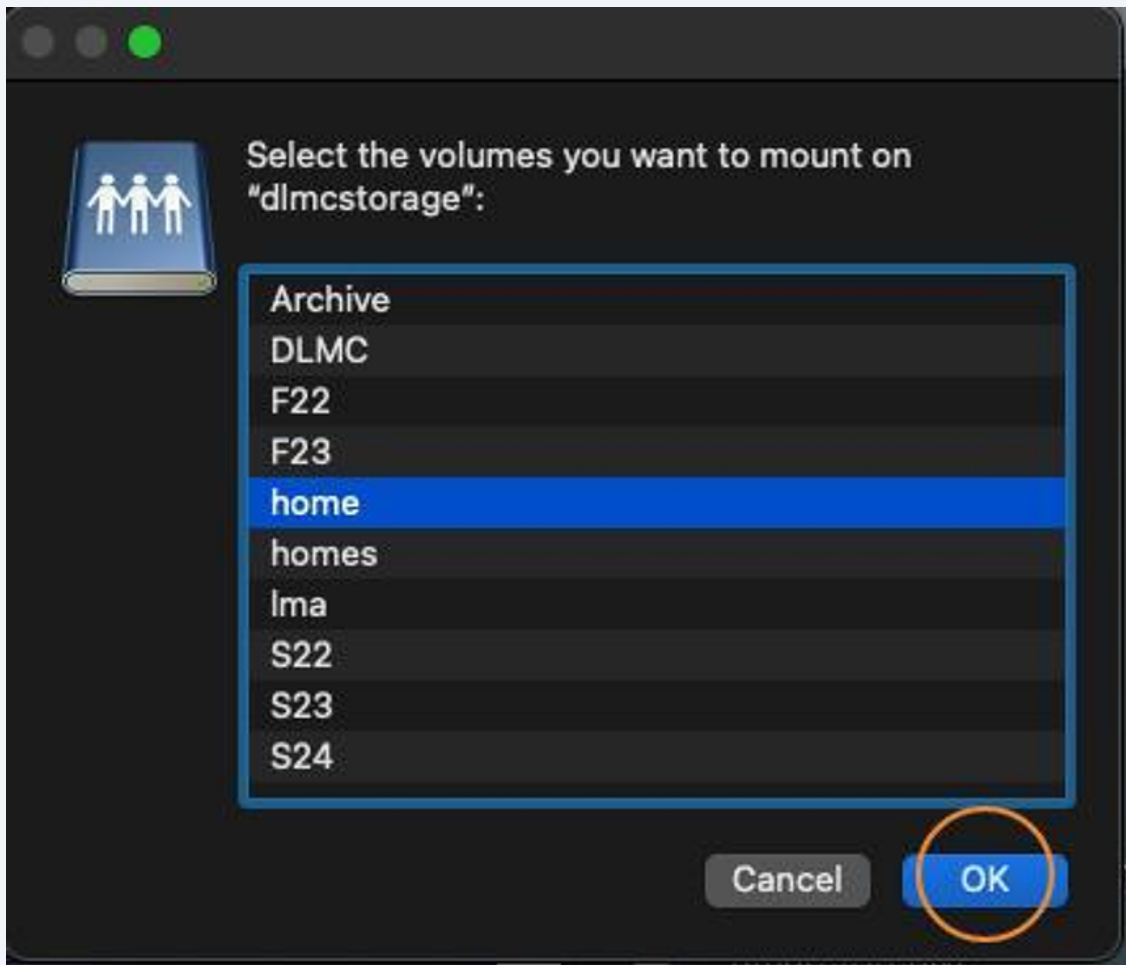 Select the volumes you want to mount on
"dlmcstorage":
Archive
DLMC
F22
F23
home
homes
lma
S22
S23
S24
Cancel
OK